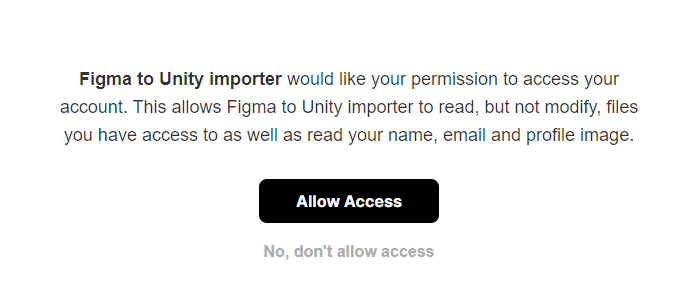 Figma to Unity importer would like your permission to access your
account. This allows Figma to Unity importer to read, but not modify, files
you have access to as well as read your name, email and profile image.
Allow Access
No, don't allow access